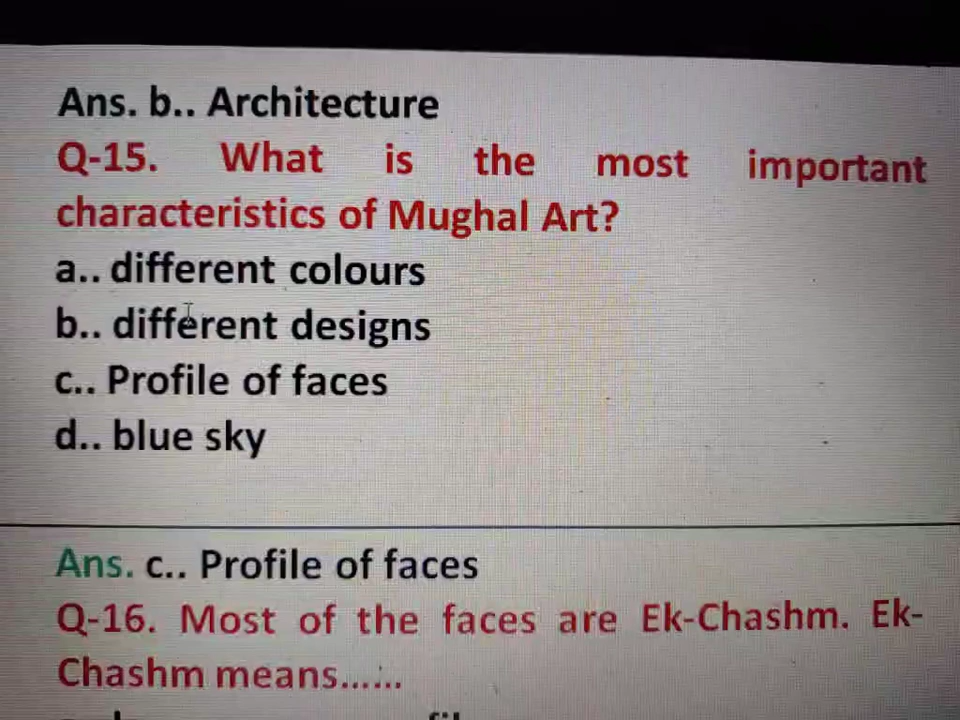 Ans. b.. Architecture
Q-15. What is the most important
characteristics of Mughal Art?
a.. different colours
b.. different designs
c.. Profile of faces
d.. blue sky
Ans. c.. Profile of faces
Q-16. Most of the faces are Ek-Chashm. Ek-
Chashm means......